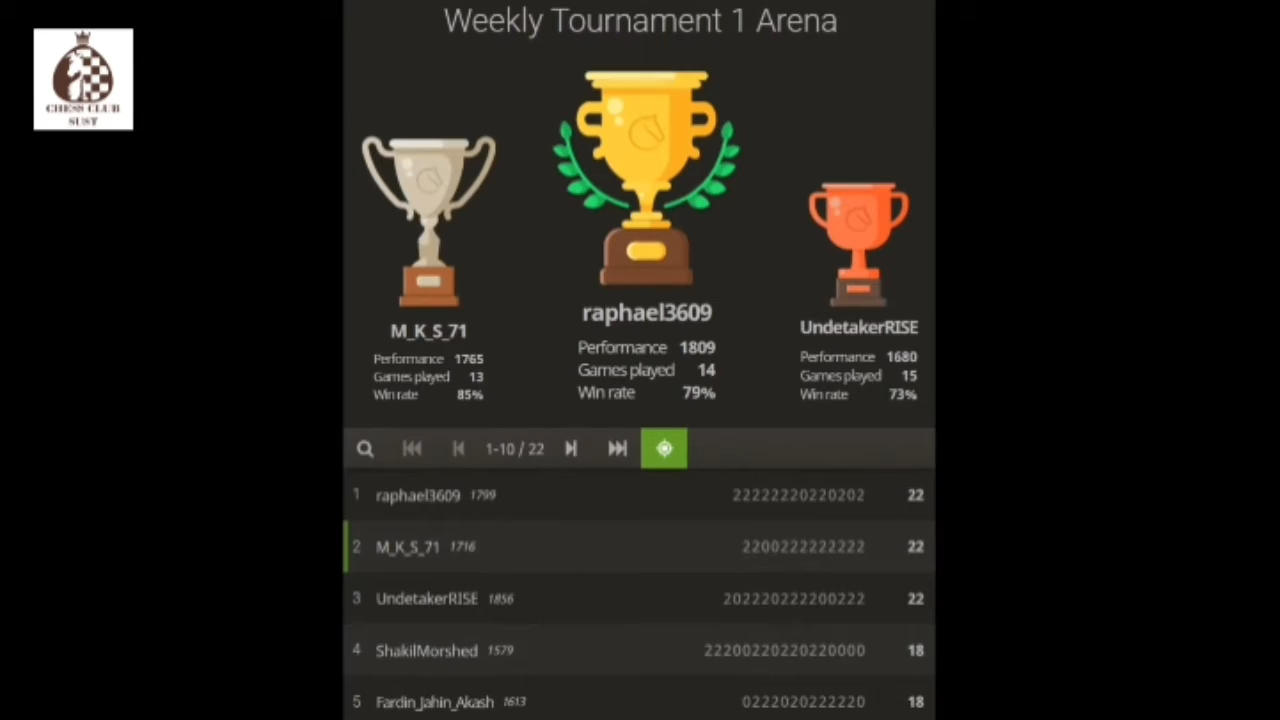 Weekly Tournament 1 Arena
CHESS CLUB
SUST
M_K_S_71
Performance 1765
Games played 13
Win rate 85%
raphael3609
Performance 1809
Games played 14
Win rate 79%
UndetakerRISE
Performance 1680
Games played 15
Win rate 73%
1-10 / 22
1 raphael3609 1799 22222220220202 22
2 M_K_S_71 1716 2200222222222 22
3 UndetakerRISE 1856 202220222200222 22
4 ShakilMorshed 1579 22200220220220000 18
5 Fardin_Jahin_Akash 1613 0222020222220 18